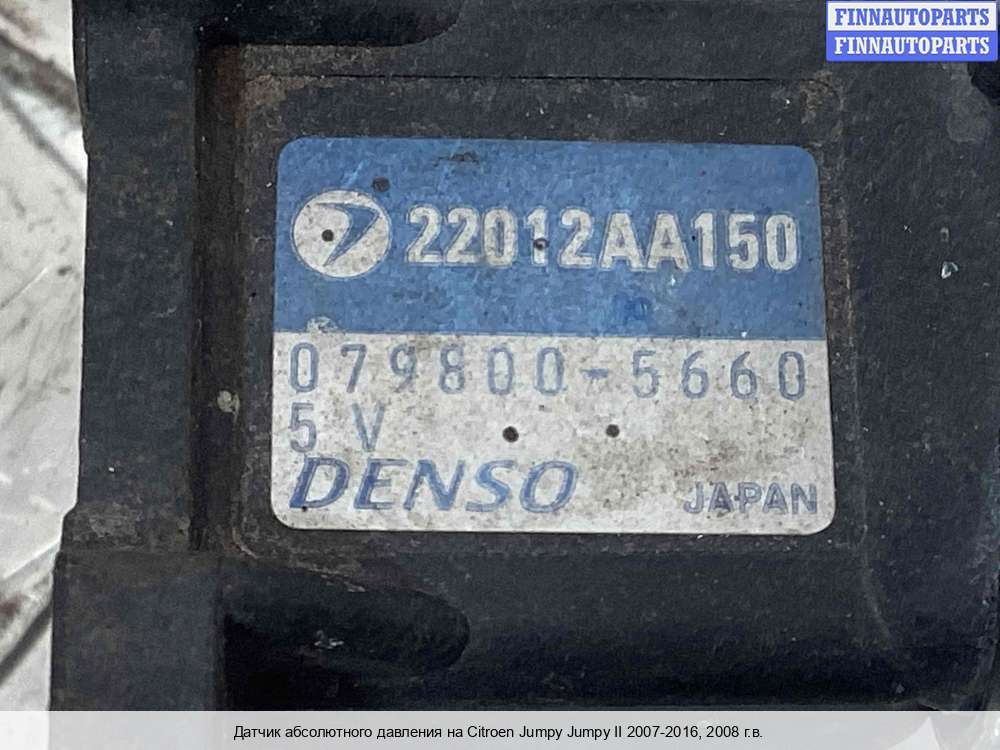 FINNAUTOPARTS
FINNAUTOPARTS
22012AA150
079800-5660
5V
DENSO JAPAN
Датчик абсолютного давления на Citroen Jumpy Jumpy II 2007-2016, 2008 г.в.